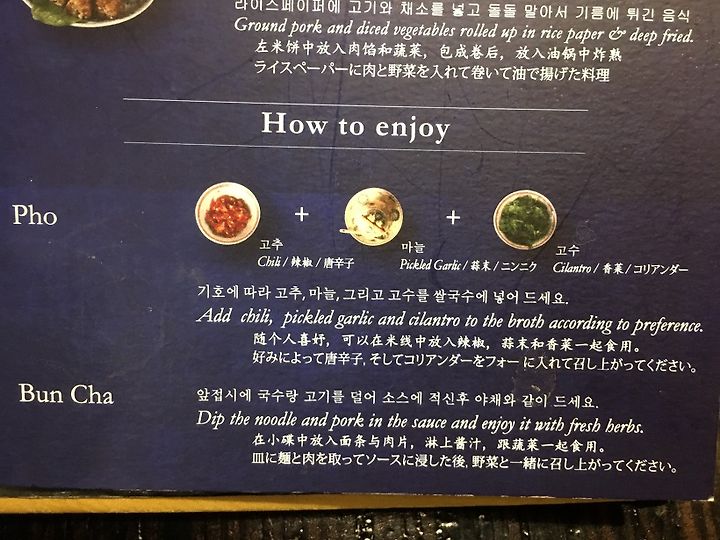 라이스페이퍼에 고기와 채소를 넣고 돌돌 말아서 기름에 튀긴 음식
Ground pork and diced vegetables rolled up in rice paper & deep fried.
左米饼中放入肉馅和蔬菜，包成卷后，放入油锅中炸熟
ライスペーパーに肉と野菜を入れて巻いて油で揚げた料理
How to enjoy
Pho
+
+
고추
Chili / 辣椒 / 唐辛子
마늘
Pickled Garlic / 蒜末 / ニンニク
고수
Cilantro / 香菜 / コリアンダー
기호에 따라 고추, 마늘, 그리고 고수를 쌀국수에 넣어 드세요.
Add chili, pickled garlic and cilantro to the broth according to preference.
随个人喜好，可以在米线中放入辣椒，蒜末和香菜一起食用。
好みによって唐辛子, そしてコリアンダーをフォーに入れて召し上がってください。
Bun Cha
앞접시에 국수랑 고기를 덜어 소스에 적신후 야채와 같이 드세요.
Dip the noodle and pork in the sauce and enjoy it with fresh herbs.
在小碟中放入面条与肉片，淋上酱汁，跟蔬菜一起食用。
皿に麺と肉を取ってソースに浸した後, 野菜と一緒に召し上がってください。